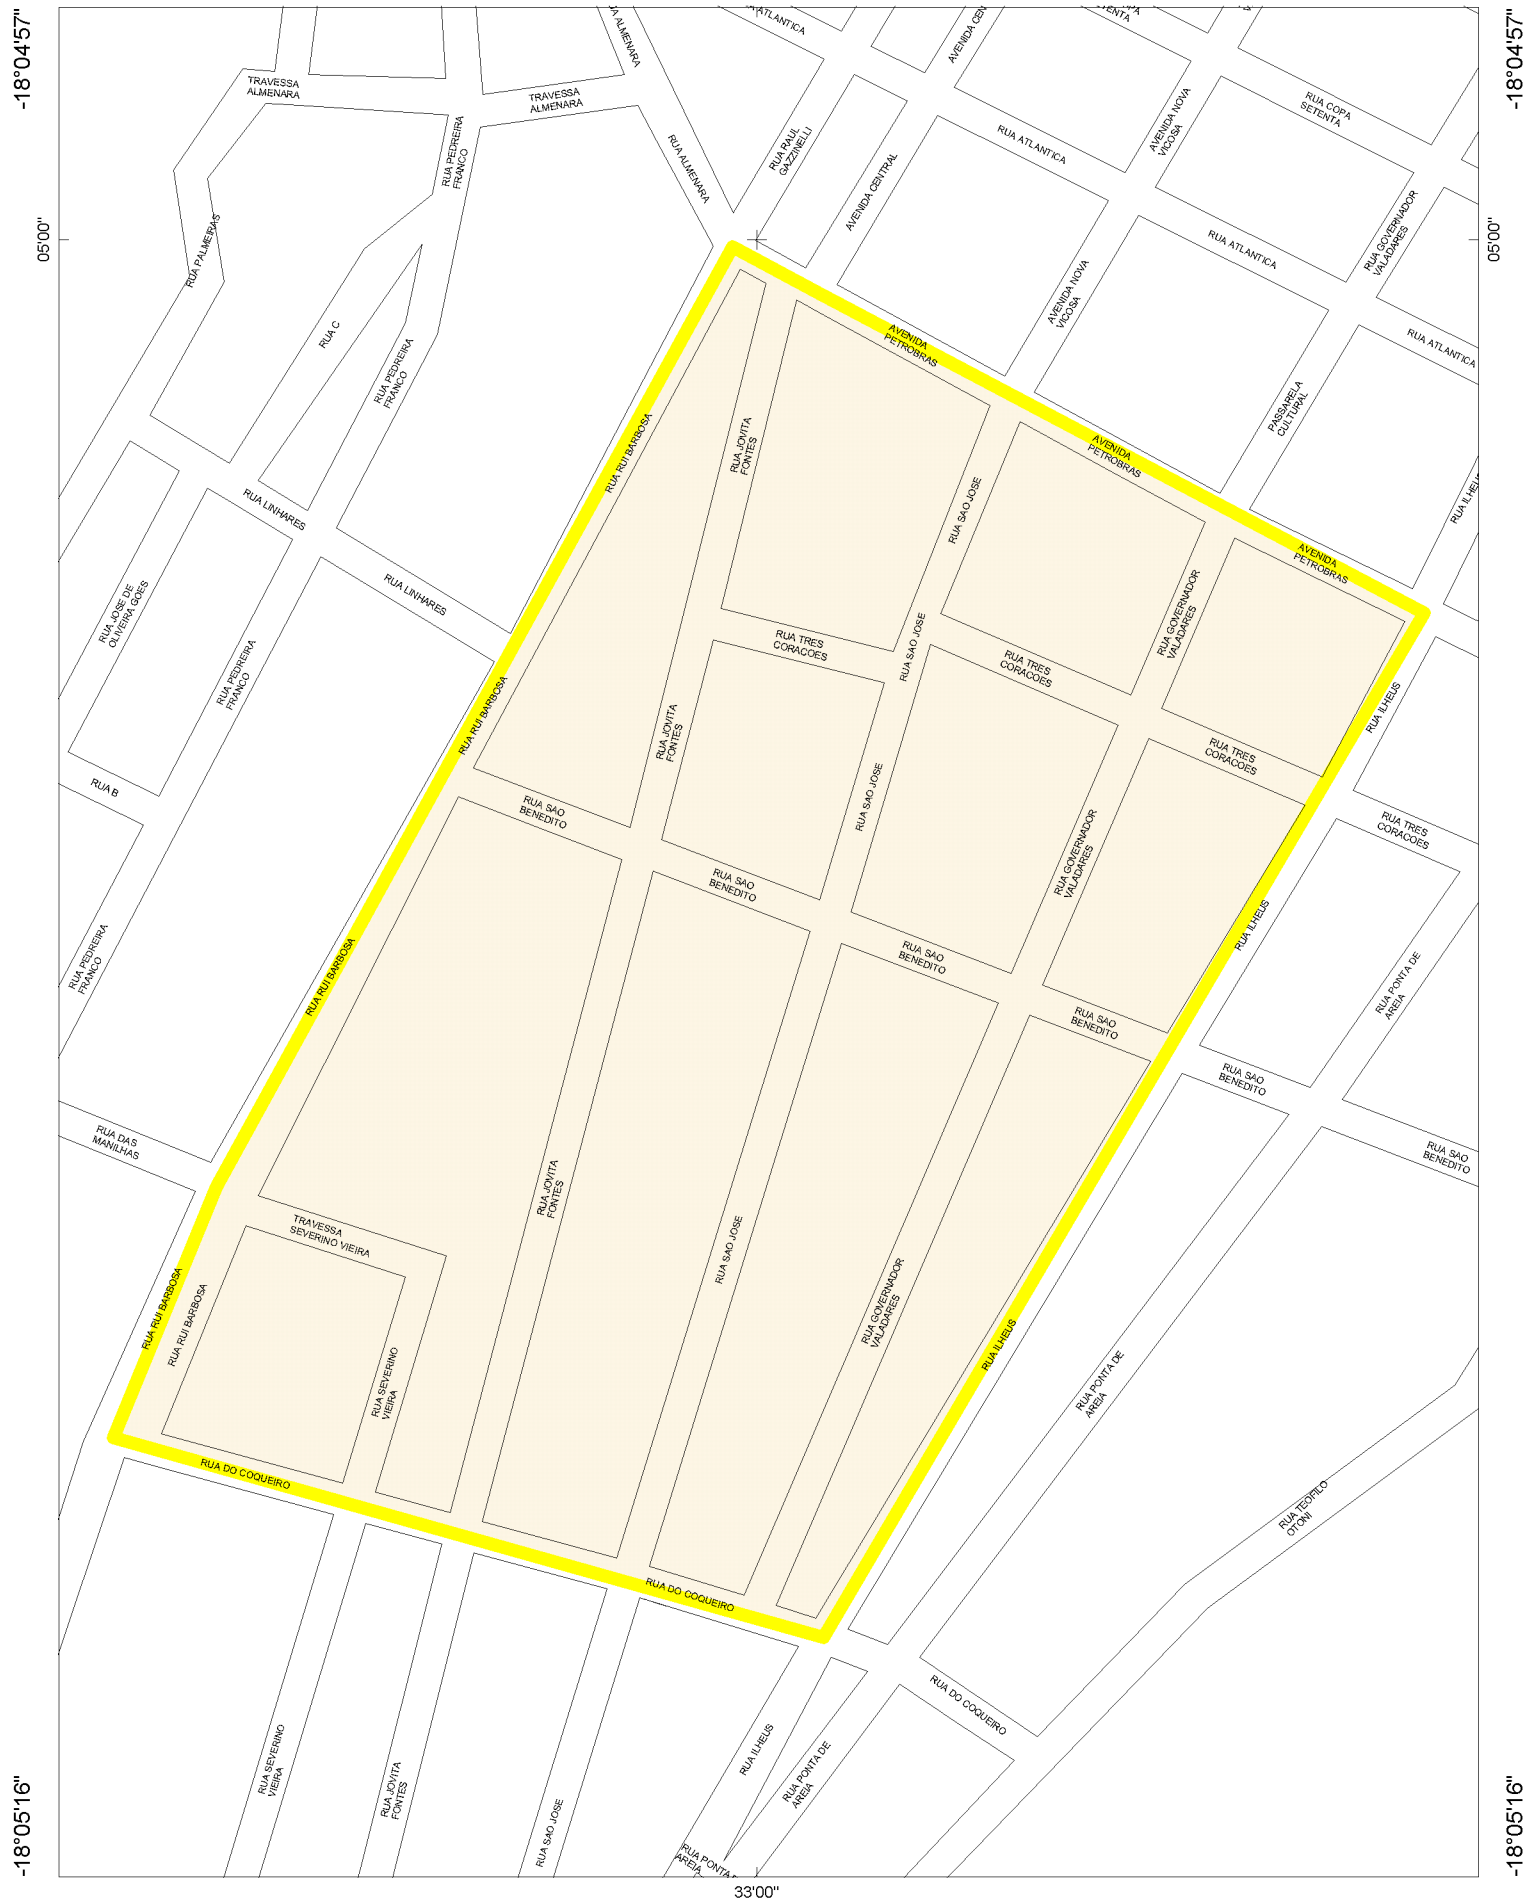 -18°04'57"
-18°04'57"
RUA ALMENARA
ATLANTICA
AVENIDA CEN
TRAVESSA
ALMENARA
TRAVESSA
ALMENARA
RUA COPA
SETENTA
RUA PEDREIRA
FRANCO
RUA ALMENARA
RUA RAUL
GAZZINELLI
AVENIDA CENTRAL
RUA ATLANTICA
AVENIDA NOVA
VICOSA
RUA PALMEIRAS
05'00"
RUA ATLANTICA
RUA GOVERNADOR
VALADARES
05'00"
RUA C
RUA PEDREIRA
FRANCO
AVENIDA
PETROBRAS
AVENIDA NOVA
VICOSA
RUA ATLANTICA
RUA RUI BARBOSA
RUA JOVITA
FONTES
AVENIDA
PETROBRAS
PASSARELA
CULTURAL
RUA LINHARES
RUA SAO JOSE
RUA ILHEU
AVENIDA
PETROBRAS
RUA JOSE DE
OLIVEIRA GOES
RUA LINHARES
RUA TRES
CORACOES
RUA SAO JOSE
RUA TRES
CORACOES
RUA GOVERNADOR
VALADARES
RUA PEDREIRA
FRANCO
RUA RUI BARBOSA
RUA JOVITA
FONTES
RUA ILHEUS
RUA TRES
CORACOES
RUA B
RUA SAO
BENEDITO
RUA SAO JOSE
RUA GOVERNADOR
VALADARES
RUA TRES
CORACOES
RUA SAO
BENEDITO
RUA PEDREIRA
FRANCO
RUA RUI BARBOSA
RUA SAO
BENEDITO
RUA ILHEUS
RUA PONTA DE
AREIA
RUA SAO
BENEDITO
RUA SAO
BENEDITO
RUA DAS
MANILHAS
RUA SAO
BENEDITO
RUA JOVITA
FONTES
TRAVESSA
SEVERINO VIEIRA
RUA SAO JOSE
RUA RUI BARBOSA
RUA RUI BARBOSA
RUA GOVERNADOR
VALADARES
RUA SEVERINO
VIEIRA
RUA ILHEUS
RUA PONTA DE
AREIA
RUA DO COQUEIRO
RUA TEOFILO
OTONI
RUA DO COQUEIRO
RUA DO COQUEIRO
RUA SEVERINO
VIEIRA
RUA JOVITA
FONTES
RUA SAO JOSE
RUA ILHEUS
RUA PONTA DE
AREIA
RUA PONTA
AREIA
-18°05'16"
-18°05'16"
33'00"